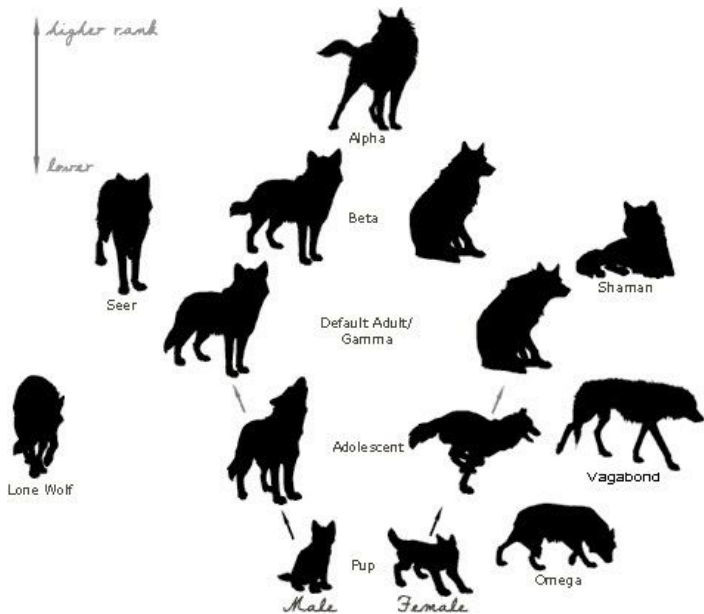 higher rank
Alpha
lower
Beta
Seer
Shaman
Default Adult/
Gamma
Adolescent
Lone Wolf
Vagabond
Pup
Omega
Male
Female